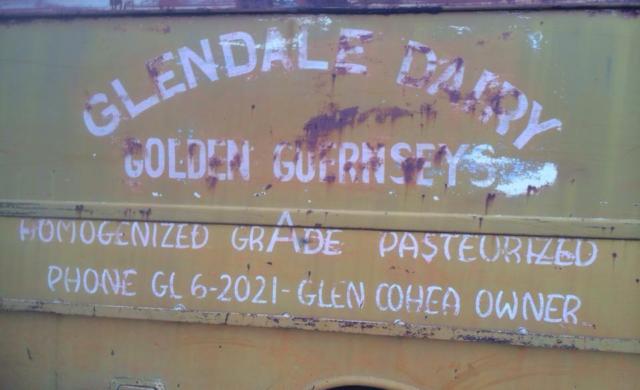 GLENDALE DAIRY
GOLDEN GUERNSEYS
HOMOGENIZED GRADE A PASTEURIZED
PHONE GL 6-2021-GLEN COHEA OWNER